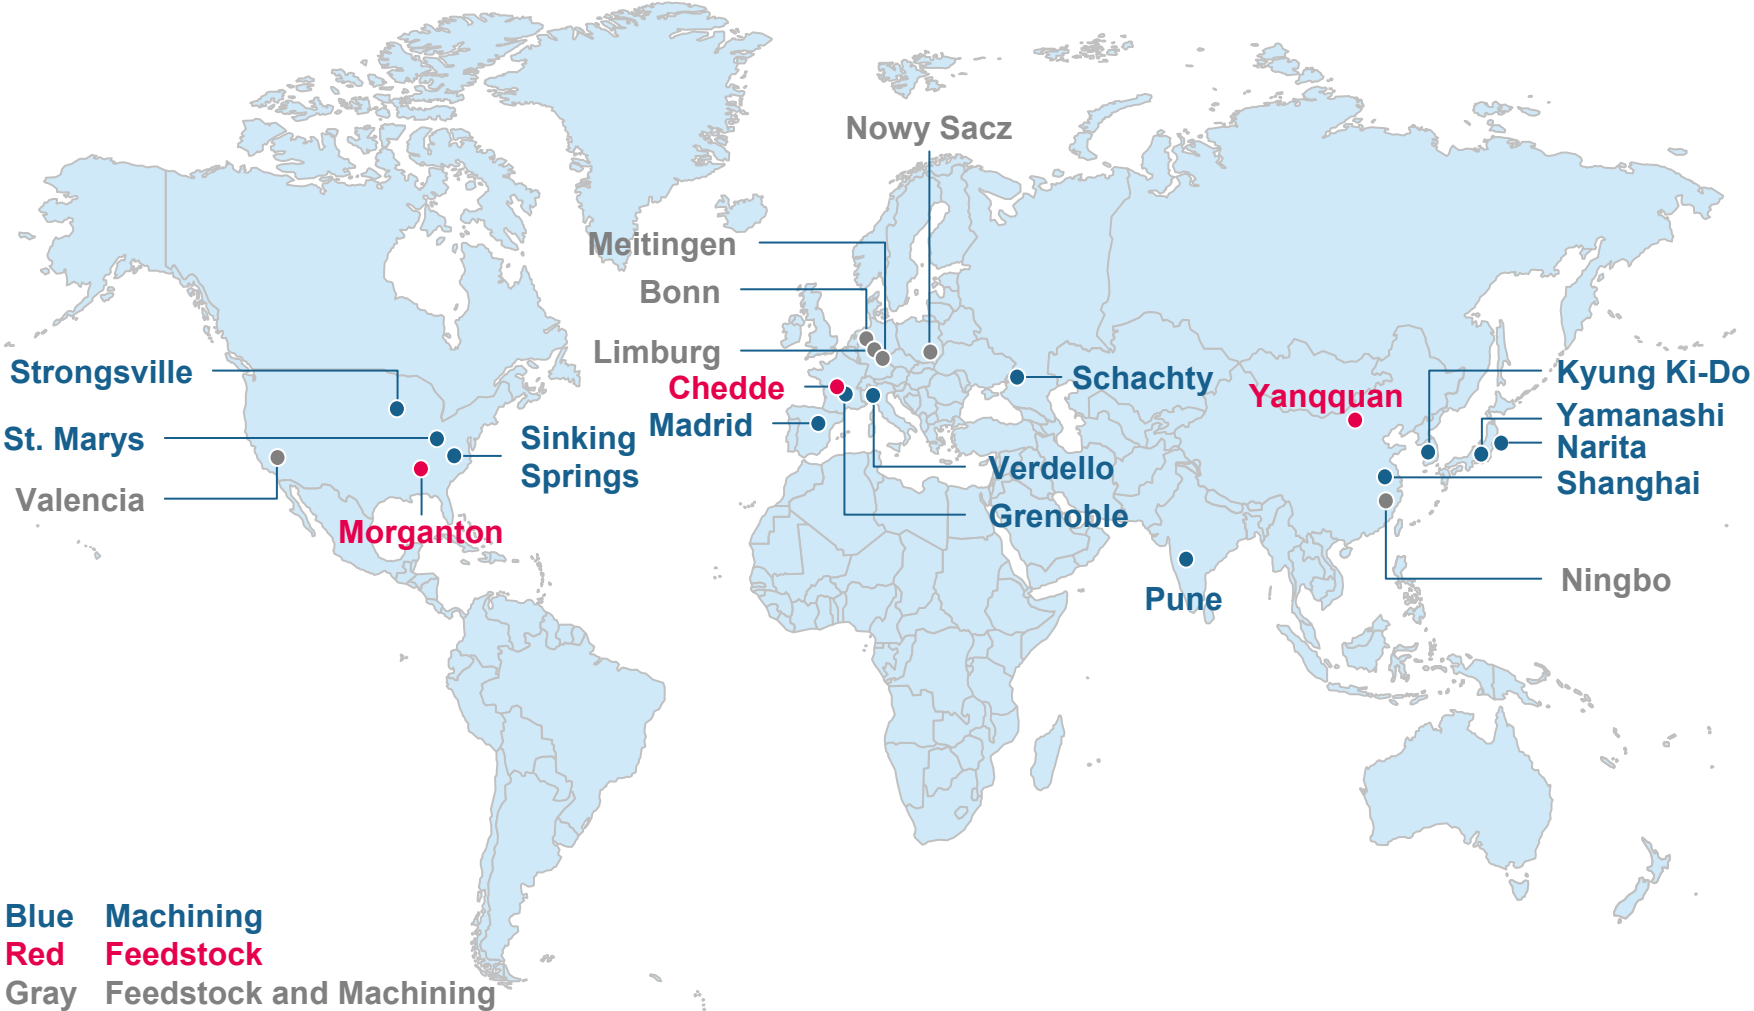 Nowy Sacz
Meitingen
Bonn
Limburg
Chedde
Madrid
Strongsville
St. Marys
Valencia
Morganton
Sinking
Springs
Schachty
Verdello
Grenoble
Yanqquan
Pune
Kyung Ki-Do
Yamanashi
Narita
Shanghai
Ningbo
Blue Machining
Red Feedstock
Gray Feedstock and Machining